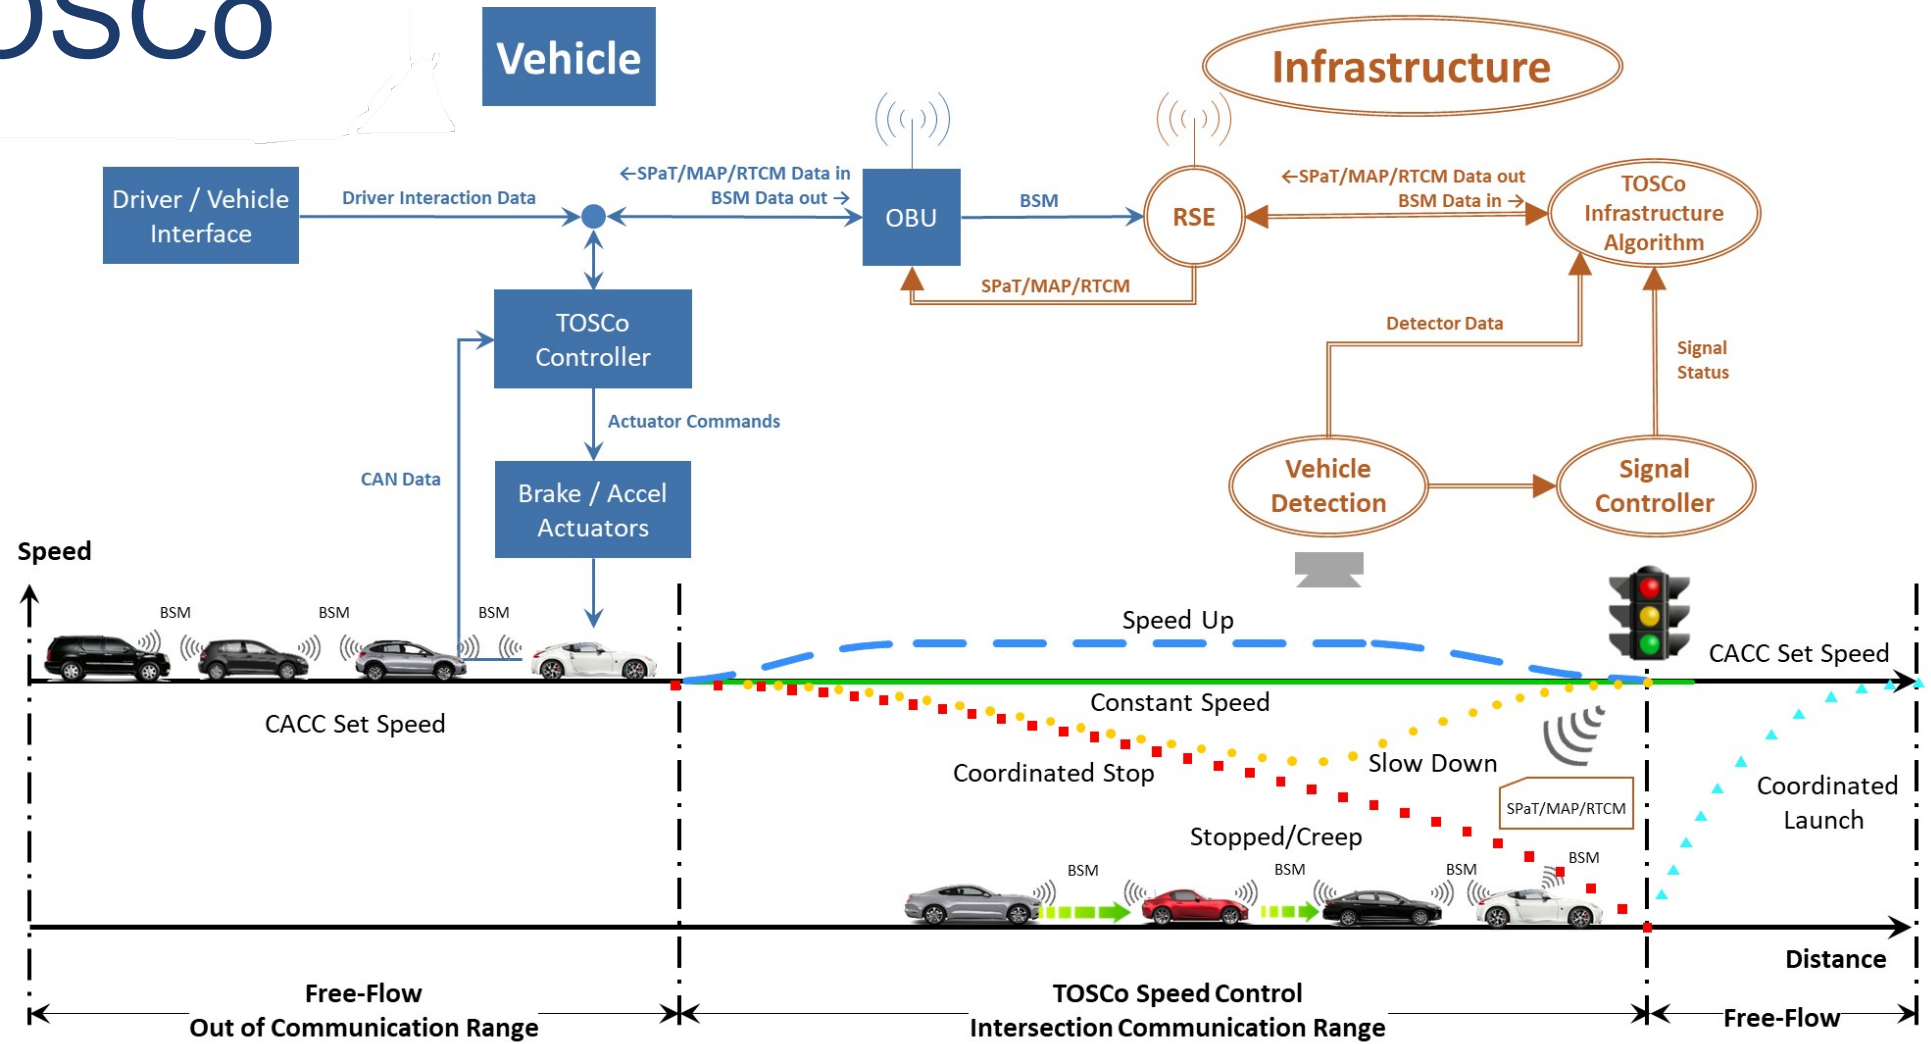 OSCo
Vehicle
Infrastructure
Driver / Vehicle
Interface
Driver Interaction Data
←SPaT/MAP/RTCM Data in
BSM Data out →
OBU
BSM
RSE
←SPaT/MAP/RTCM Data out
BSM Data in →
TOSCo
Infrastructure
Algorithm
SPaT/MAP/RTCM
TOSCo
Controller
Detector Data
Signal
Status
Actuator Commands
CAN Data
Brake / Accel
Actuators
Vehicle
Detection
Signal
Controller
Speed
BSM
BSM
BSM
Speed Up
CACC Set Speed
CACC Set Speed
Constant Speed
Coordinated Stop
Slow Down
SPaT/MAP/RTCM
Coordinated
Launch
Stopped/Creep
BSM
BSM
BSM
BSM
Distance
Free-Flow
Out of Communication Range
TOSCo Speed Control
Intersection Communication Range
Free-Flow